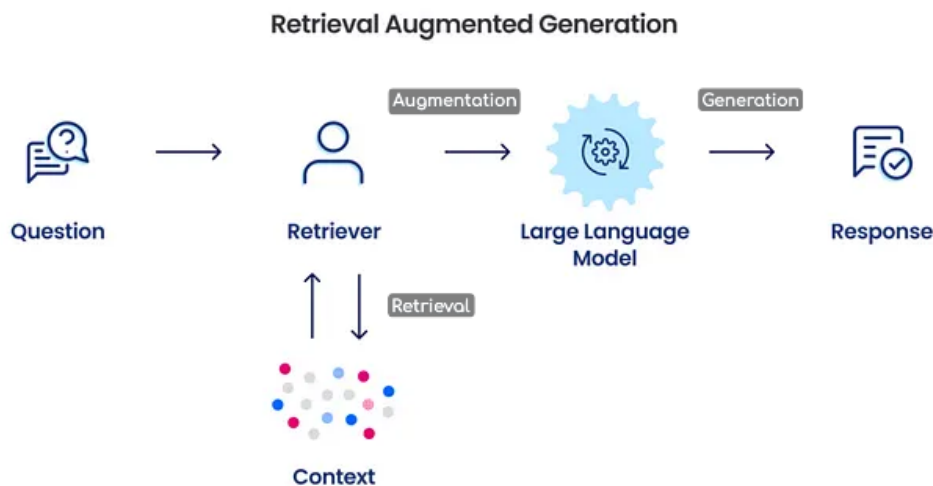 Retrieval Augmented Generation
Augmentation
Generation
Question
Retriever
Large Language
Model
Response
Retrieval
Context